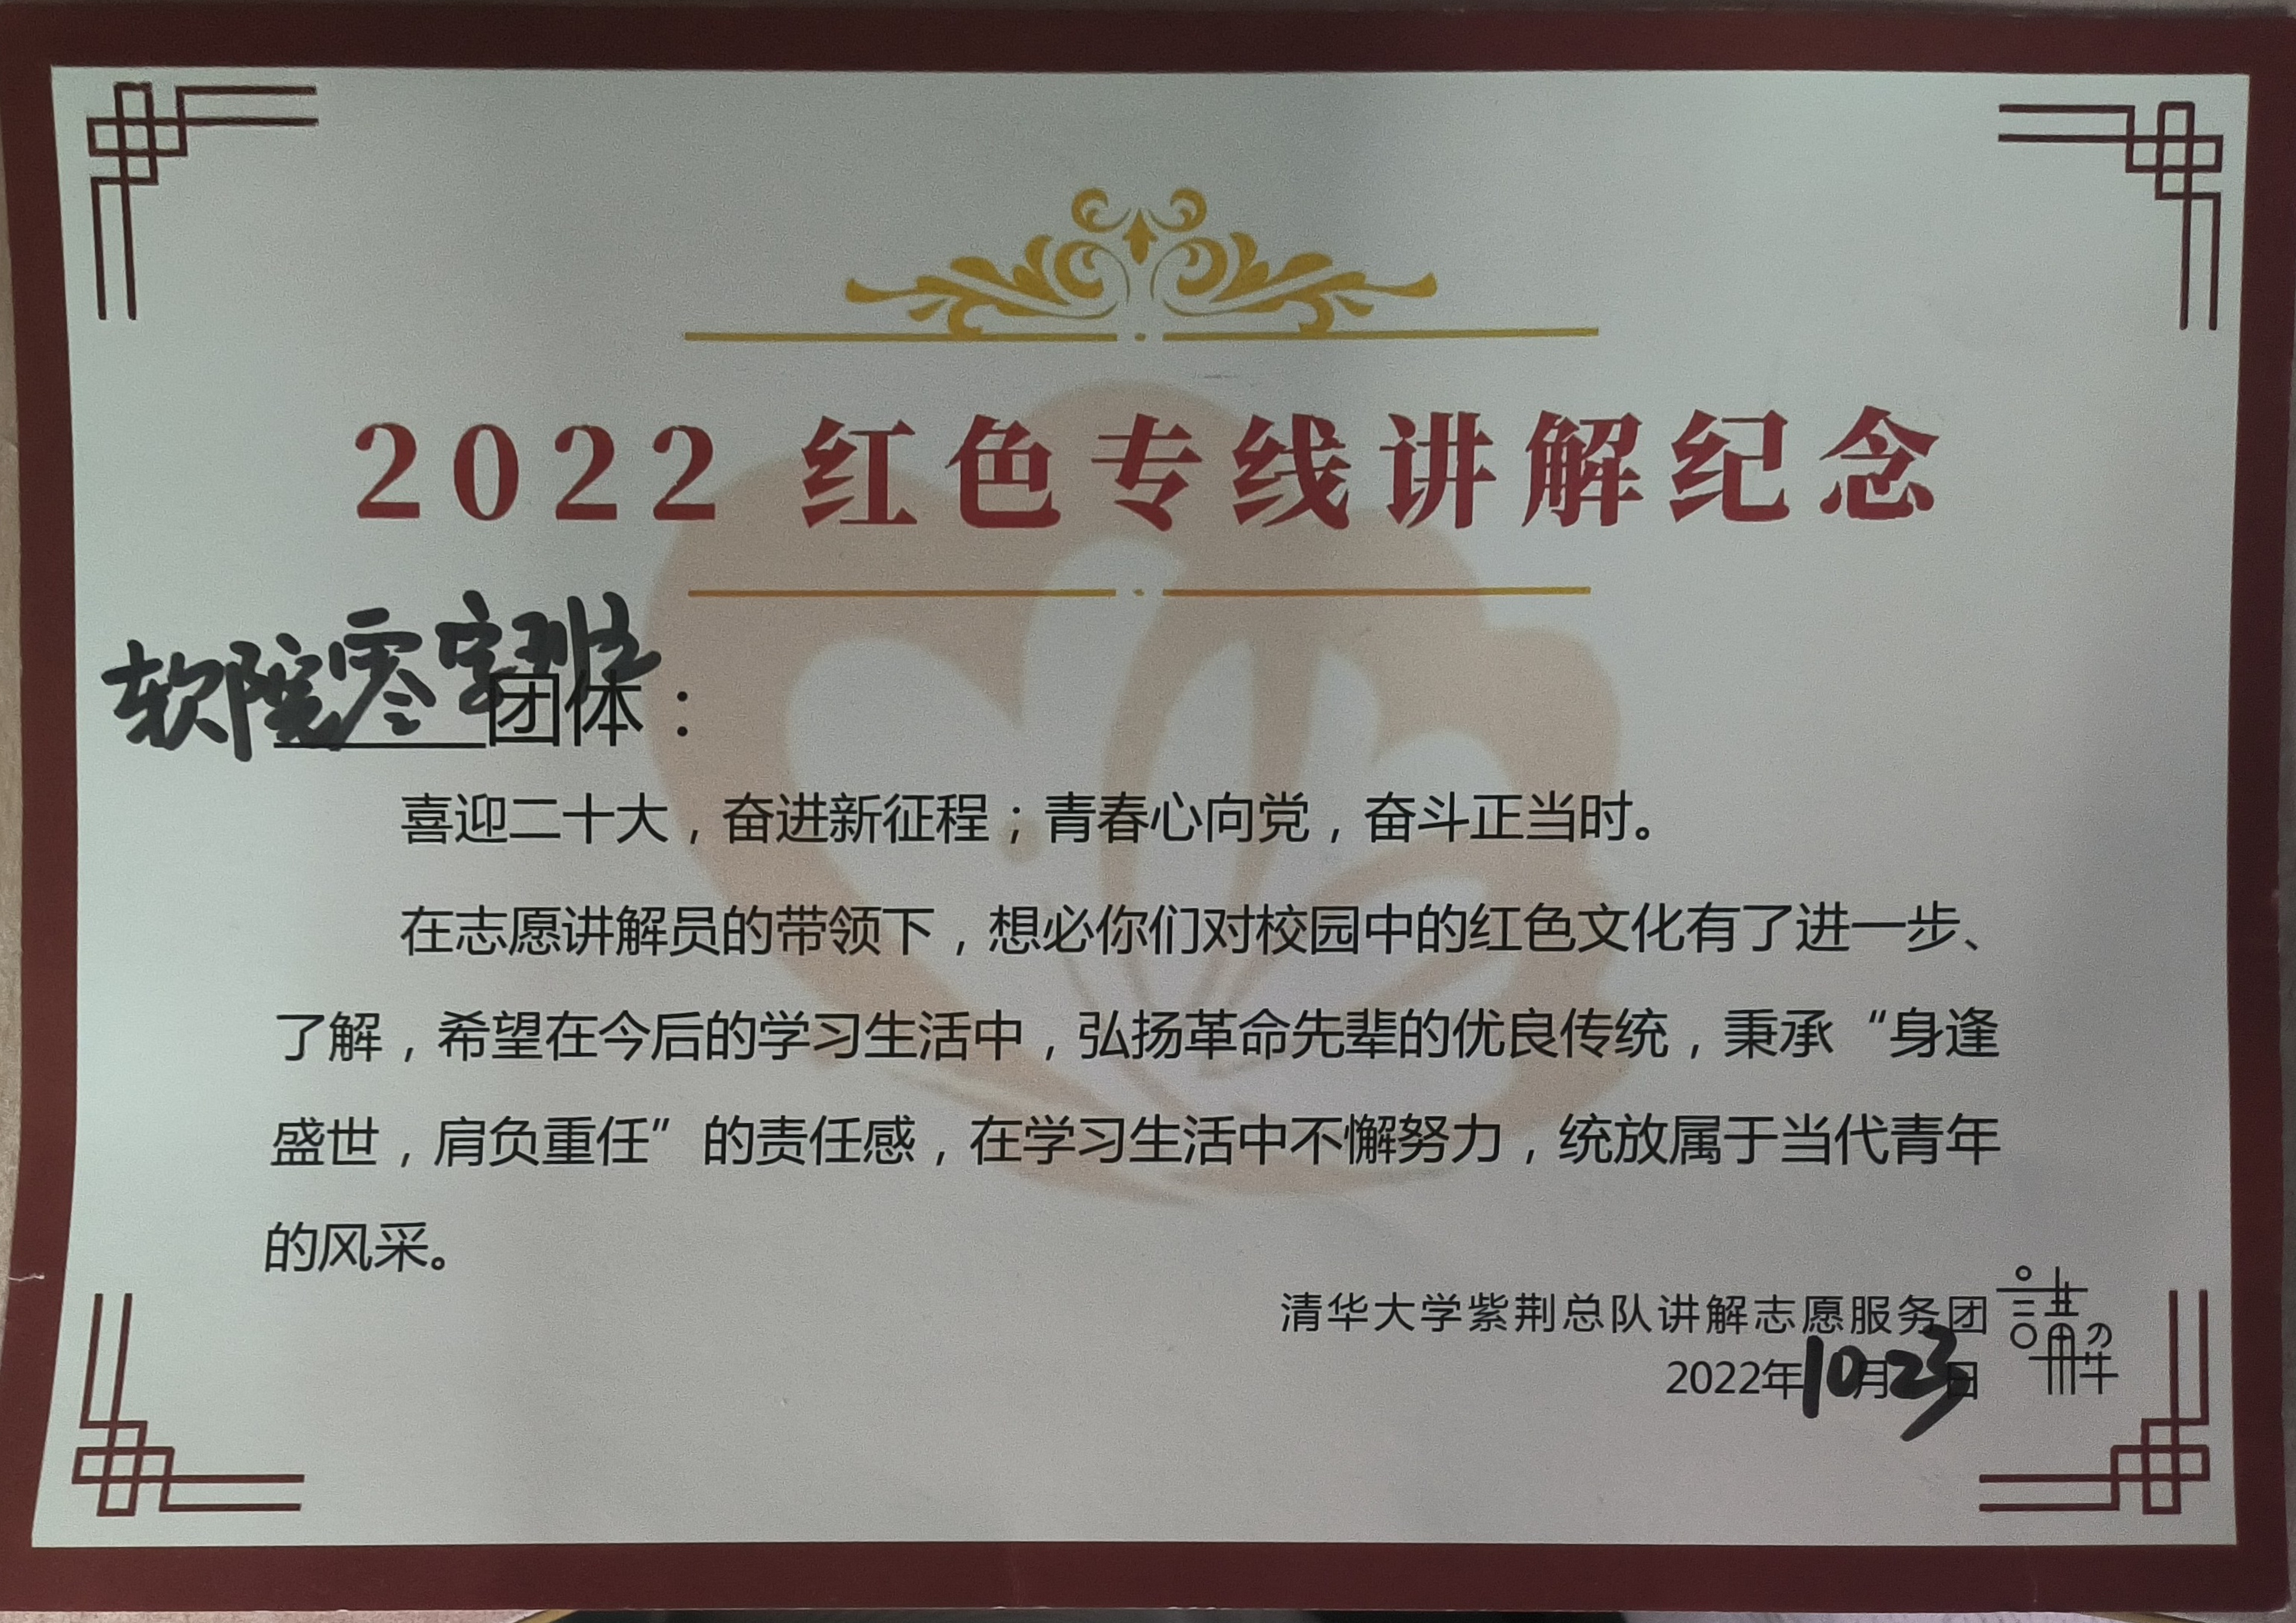 2022 红色专线讲解纪念
软院零字班团体：
喜迎二十大，奋进新征程；青春心向党，奋斗正当时。
在志愿讲解员的带领下，想必你们对校园中的红色文化有了进一步、
了解，希望在今后的学习生活中，弘扬革命先辈的优良传统，秉承“身逢
盛世，肩负重任”的责任感，在学习生活中不懈努力，统放属于当代青年
的风采。
清华大学紫荆总队讲解志愿服务团
2022年10月23日
講解